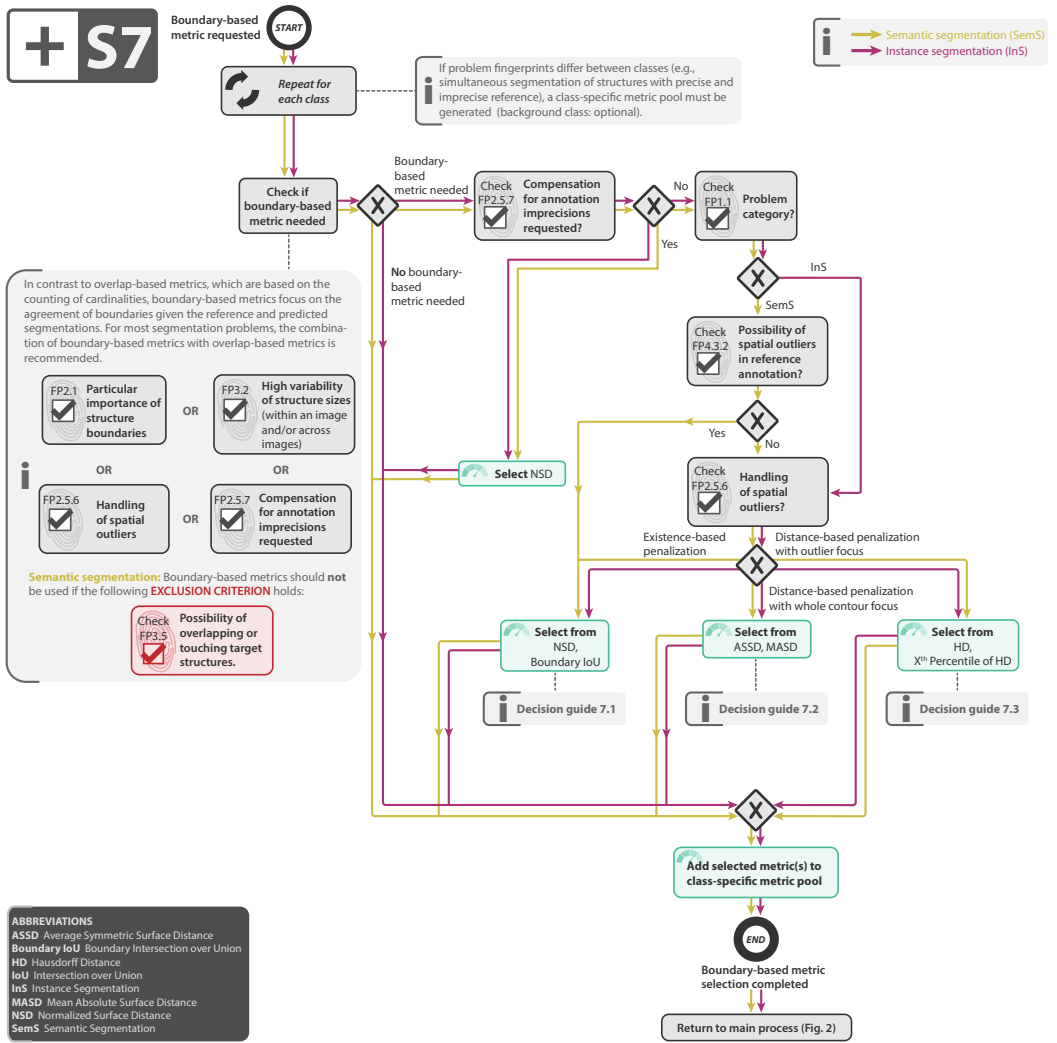 + S7
Boundary-based
metric requested
START
Semantic segmentation (SemS)
Instance segmentation (InS)
Repeat for
each class
If problem fingerprints differ between classes (e.g.,
simultaneous segmentation of structures with precise and
imprecise reference), a class-specific metric pool must be
generated (background class: optional).
Check if
boundary-based
metric needed
X
Boundary-
based
metric needed
Check
FP2.5.7
Compensation
for annotation
imprecisions
requested?
X
No
Yes
Check
FP1.1
Problem
category?
X
InS
SemS
No boundary-
based
metric needed
In contrast to overlap-based metrics, which are based on the
counting of cardinalities, boundary-based metrics focus on the
agreement of boundaries given the reference and predicted
segmentations. For most segmentation problems, the combina-
tion of boundary-based metrics with overlap-based metrics is
recommended.
FP2.1
Particular
importance of
structure
boundaries
OR
FP3.2
High variability
of structure sizes
(within an image
and/or across
images)
OR
OR
FP2.5.6
Handling
of spatial
outliers
OR
FP2.5.7
Compensation
for annotation
imprecisions
requested
Semantic segmentation: Boundary-based metrics should not
be used if the following EXCLUSION CRITERION holds:
Check
FP3.5
Possibility of
overlapping or
touching target
structures.
Check
FP4.3.2
Possibility of
spatial outliers
in reference
annotation?
X
Yes
No
Select NSD
Check
FP2.5.6
Handling
of spatial
outliers?
Existence-based
penalization
Distance-based penalization
with outlier focus
X
Distance-based penalization
with whole contour focus
Select from
NSD,
Boundary IoU
Select from
ASSD, MASD
Select from
HD,
Xth Percentile of HD
Decision guide 7.1
Decision guide 7.2
Decision guide 7.3
X
Add selected metric(s) to
class-specific metric pool
END
Boundary-based metric
selection completed
Return to main process (Fig. 2)
ABBREVIATIONS
ASSD Average Symmetric Surface Distance
Boundary IoU Boundary Intersection over Union
HD Hausdorff Distance
IoU Intersection over Union
InS Instance Segmentation
MASD Mean Absolute Surface Distance
NSD Normalized Surface Distance
SemS Semantic Segmentation